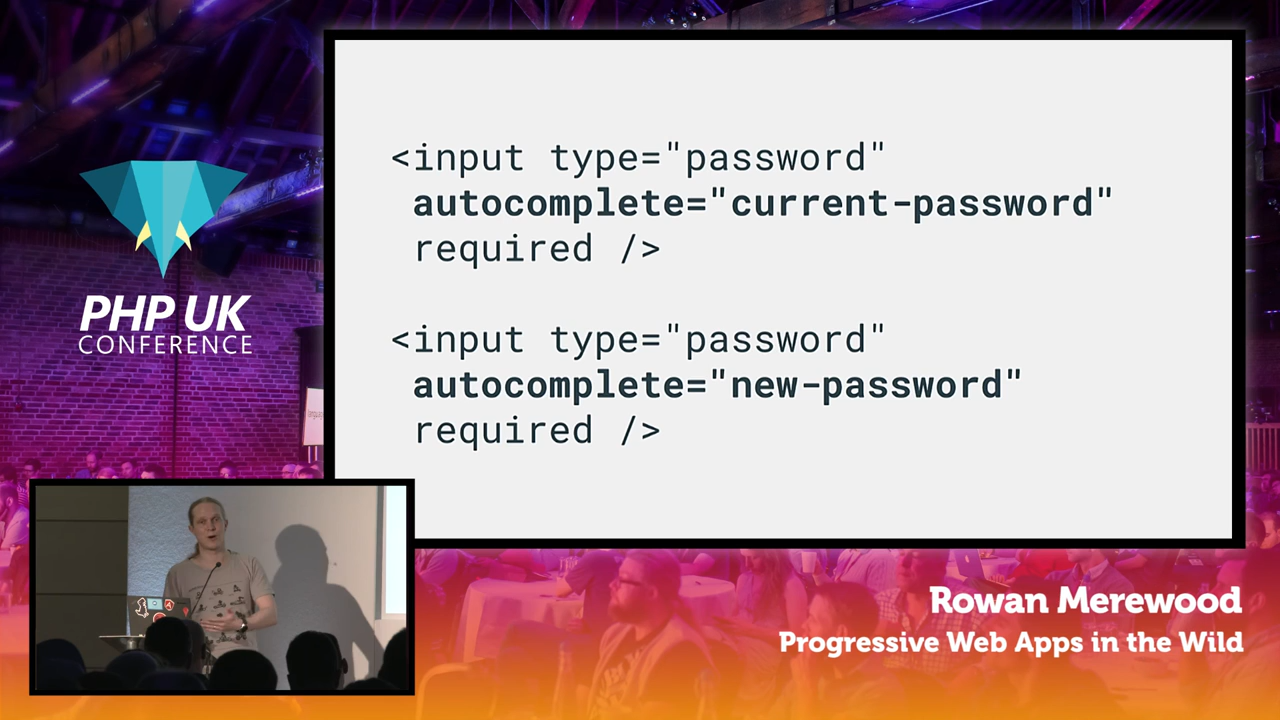 <input type="password"
autocomplete="current-password"
required />
<input type="password"
autocomplete="new-password"
required />
PHP UK
CONFERENCE
Rowan Merewood
Progressive Web Apps in the Wild